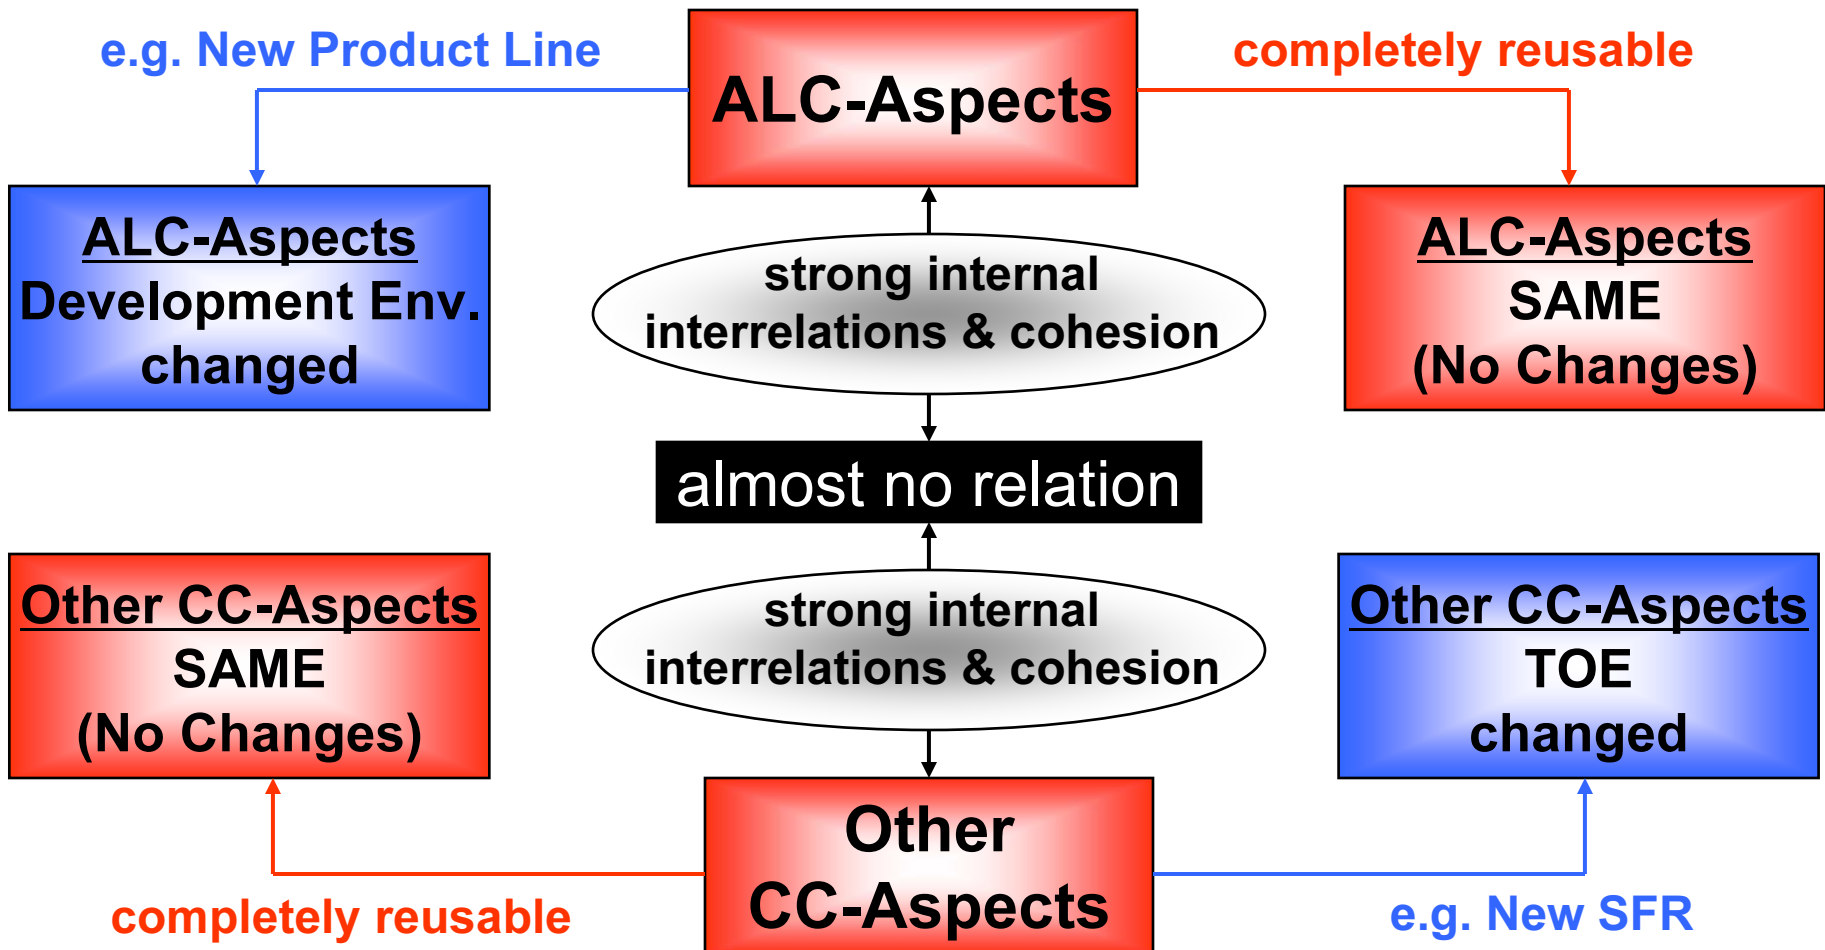 e.g. New Product Line
ALC-Aspects
completely reusable
ALC-Aspects
Development Env.
changed
strong internal
interrelations & cohesion
ALC-Aspects
SAME
(No Changes)
almost no relation
Other CC-Aspects
SAME
(No Changes)
strong internal
interrelations & cohesion
Other CC-Aspects
TOE
changed
Other
CC-Aspects
completely reusable
e.g. New SFR